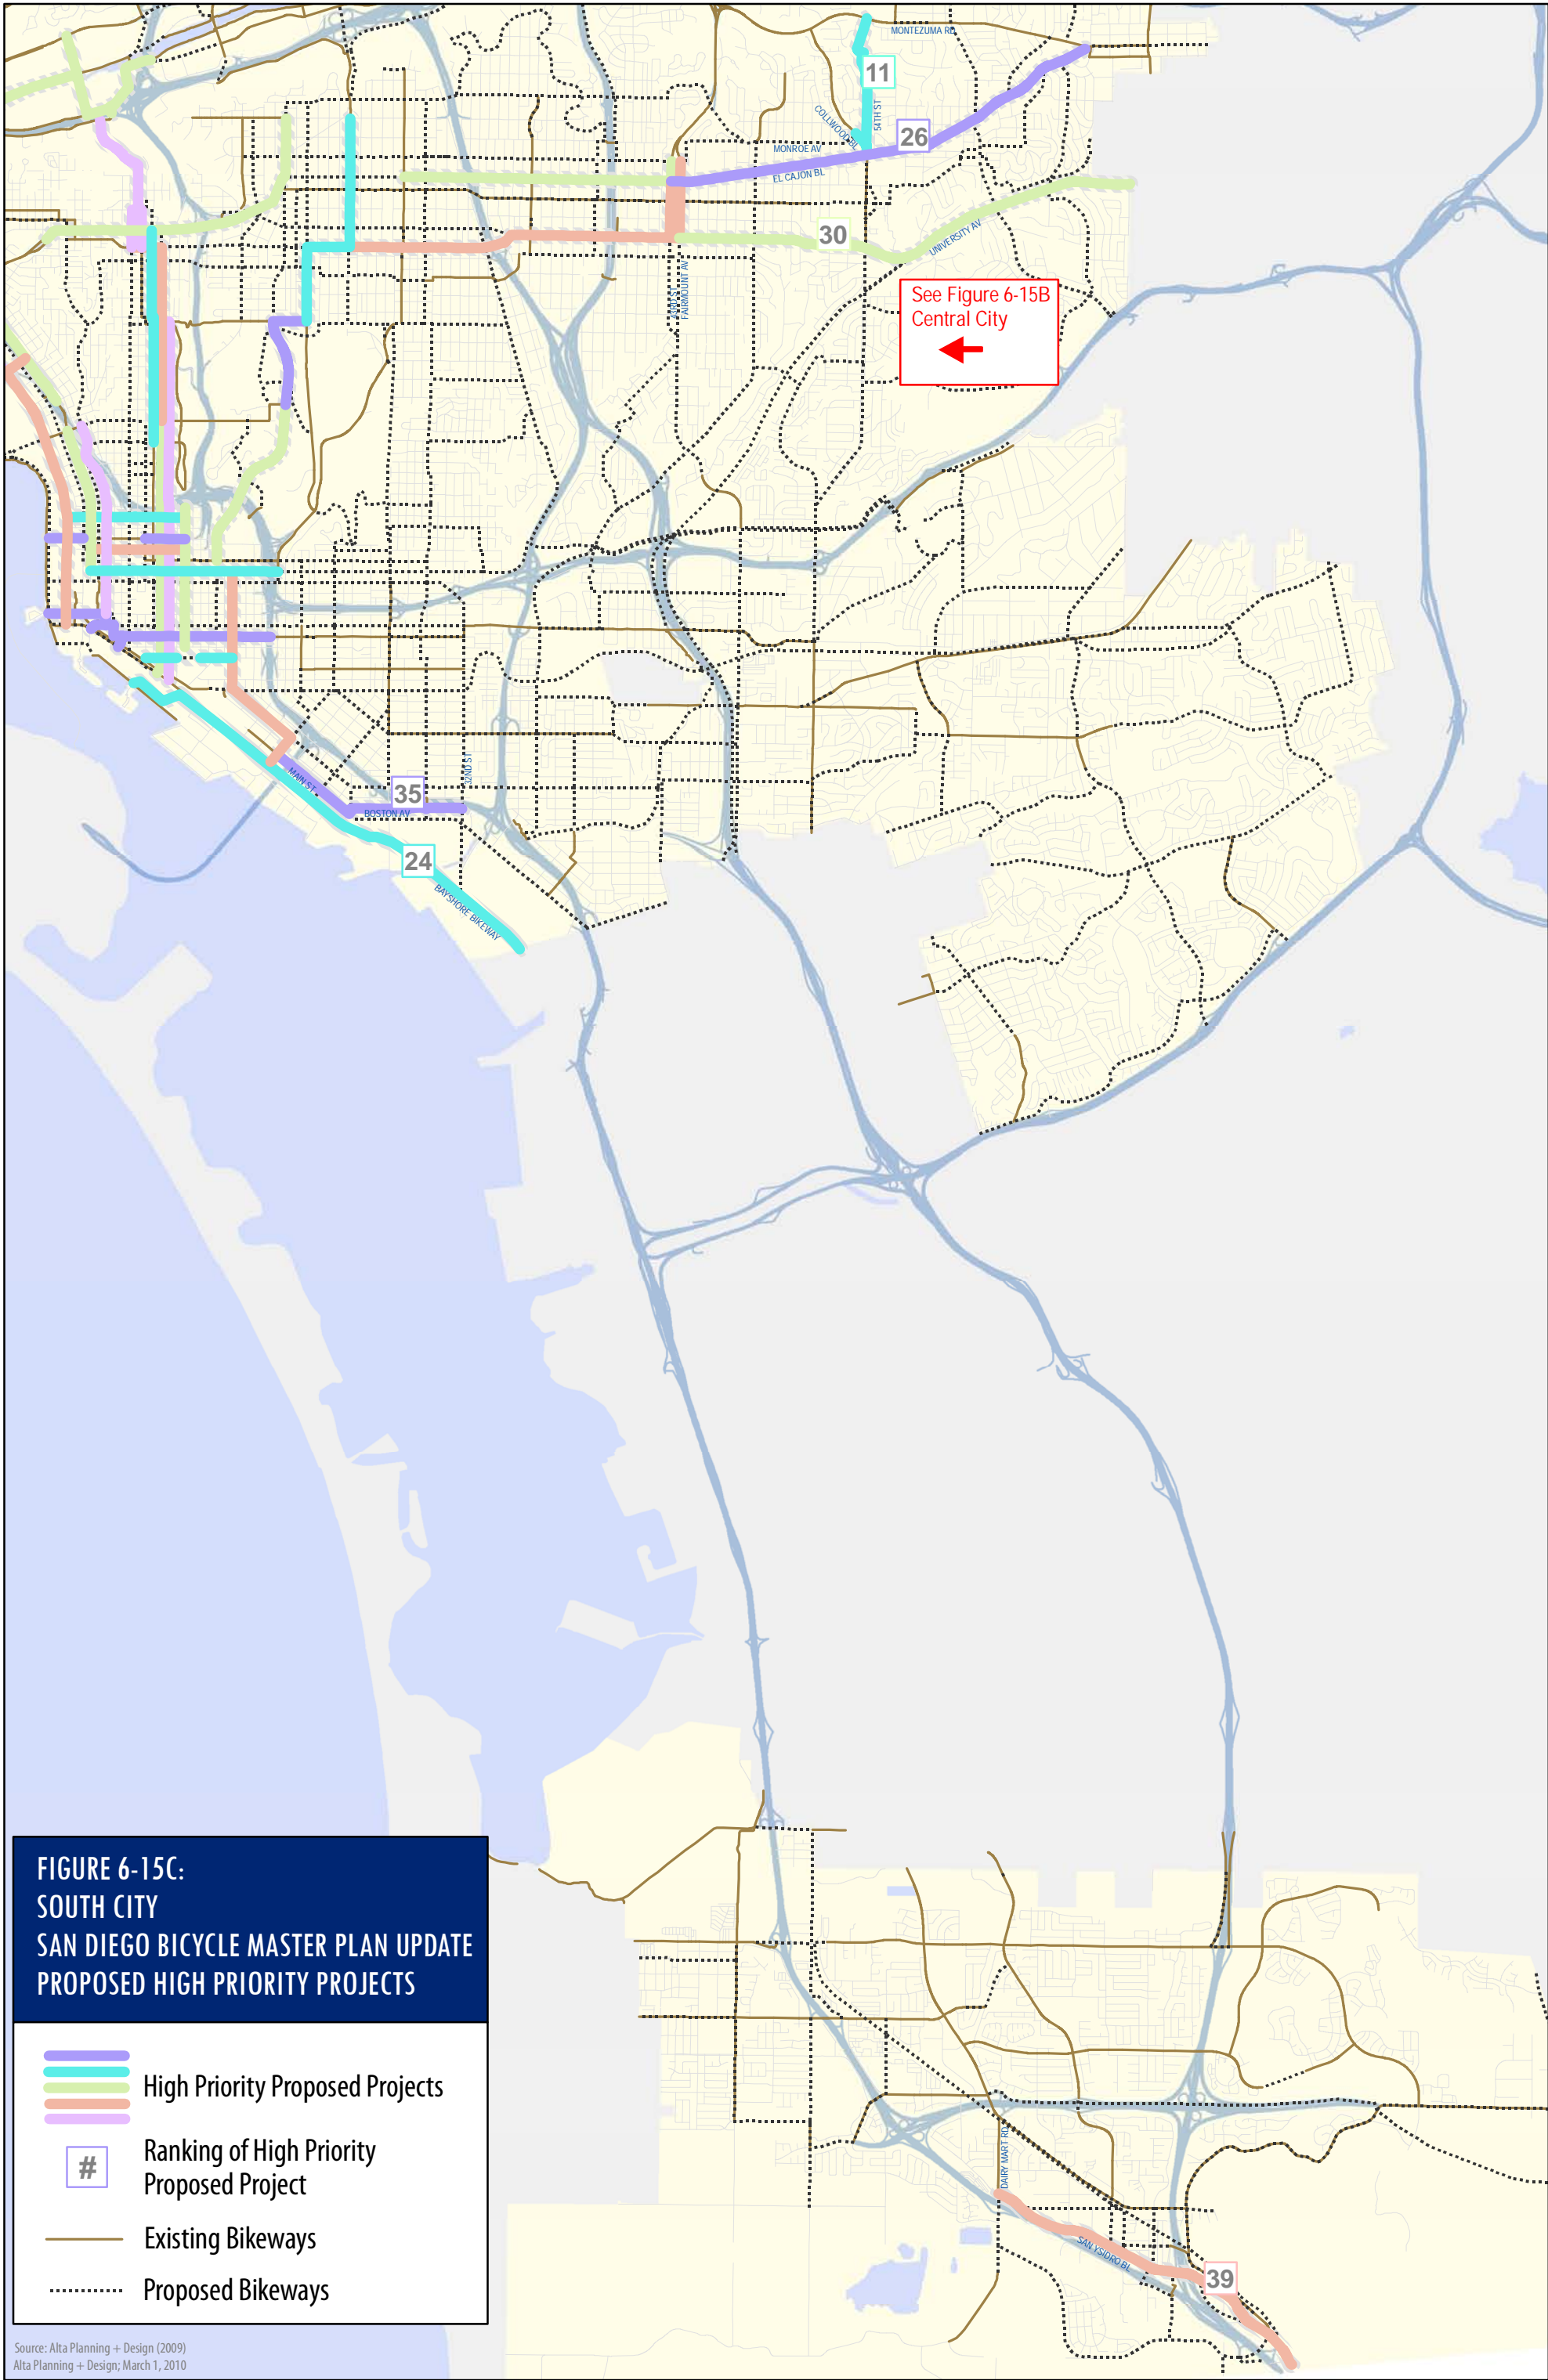 MONTEZUMA RD
11
COLLWOOD BL
54TH ST
26
MONROE AV
EL CAJON BL
30
UNIVERSITY AV
43RD ST
FAIRMOUNT AV
See Figure 6-15B
Central City
32ND ST
MAIN ST
35
BOSTON AV
24
BAYSHORE BIKEWAY
DAIRY MART RD
SAN YSIDRO BL
39
FIGURE 6-15C:
SOUTH CITY
SAN DIEGO BICYCLE MASTER PLAN UPDATE
PROPOSED HIGH PRIORITY PROJECTS
High Priority Proposed Projects
#
Ranking of High Priority
Proposed Project
Existing Bikeways
Proposed Bikeways
Source: Alta Planning + Design (2009)
Alta Planning + Design; March 1, 2010